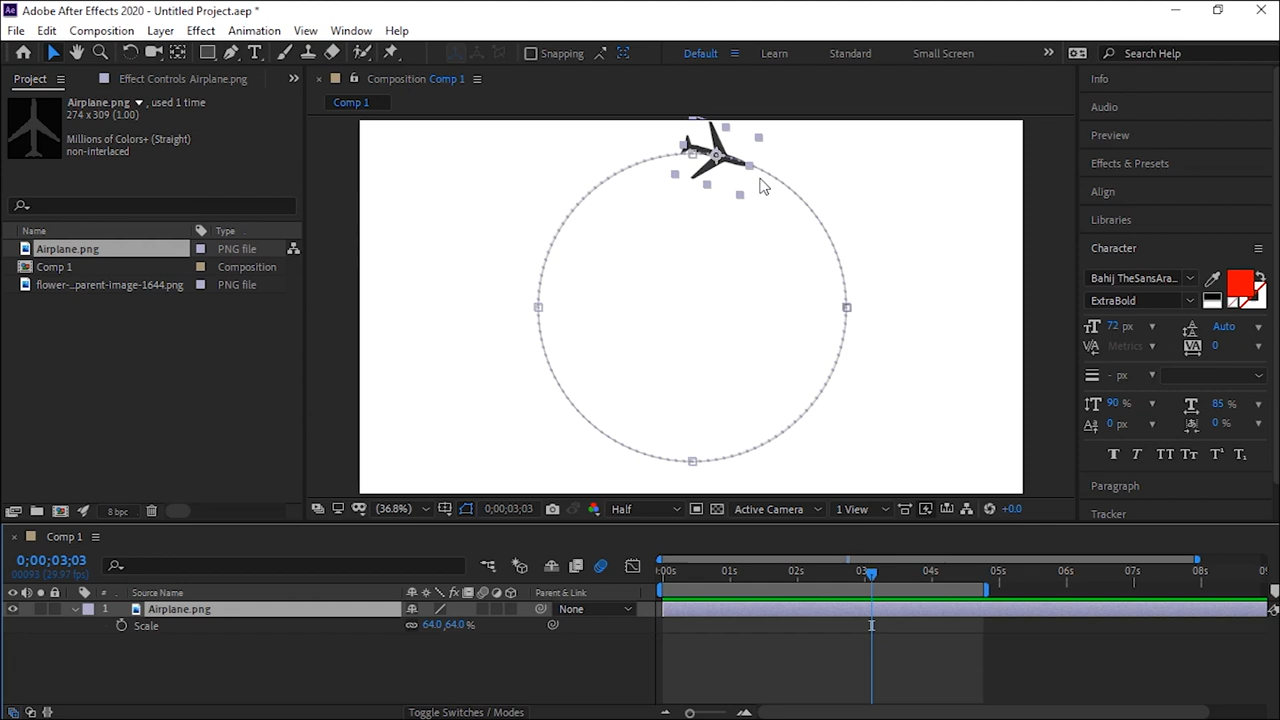 Adobe After Effects 2020 - Untitled Project.aep *
File Edit Composition Layer Effect Animation View Window Help
Snapping Default Learn Standard Small Screen Search Help
Project Effect Controls Airplane.png Composition Comp 1 Info
Airplane.png , used 1 time
274 x 309 (1.00)
Millions of Colors+ (Straight)
non-interlaced
Comp 1
Audio
Preview
Effects & Presets
Align
Libraries
Character
Name Type
Airplane.png PNG file
Comp 1 Composition
flower-_parent-image-1644.png PNG file
Bahij TheSansAra...
ExtraBold
72 px Auto
Metrics 0
- px
90 % 85 %
0 px 0 %
T T TT Tт T¹ T₁
Paragraph
Tracker
8 bpc
(36.8%) 0;00;03;03 Half Active Camera 1 View +0.0
Comp 1
0;00;03;03
00093 (29.97 fps)
# Source Name Parent & Link
1 Airplane.png None
Scale 64.0,64.0 %
:00s 01s 02s 03s 04s 05s 06s 07s 08s 09
Toggle Switches / Modes